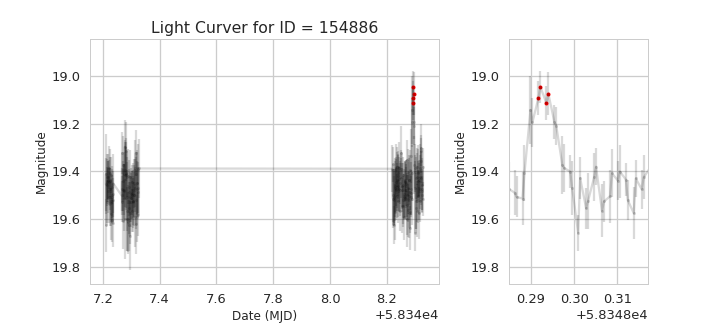 Light Curver for ID = 154886
Magnitude
19.0
19.2
19.4
19.6
19.8
7.2 7.4 7.6 7.8 8.0 8.2
Date (MJD)
+5.834e4
Magnitude
19.0
19.2
19.4
19.6
19.8
0.29 0.30 0.31
+5.8348e4